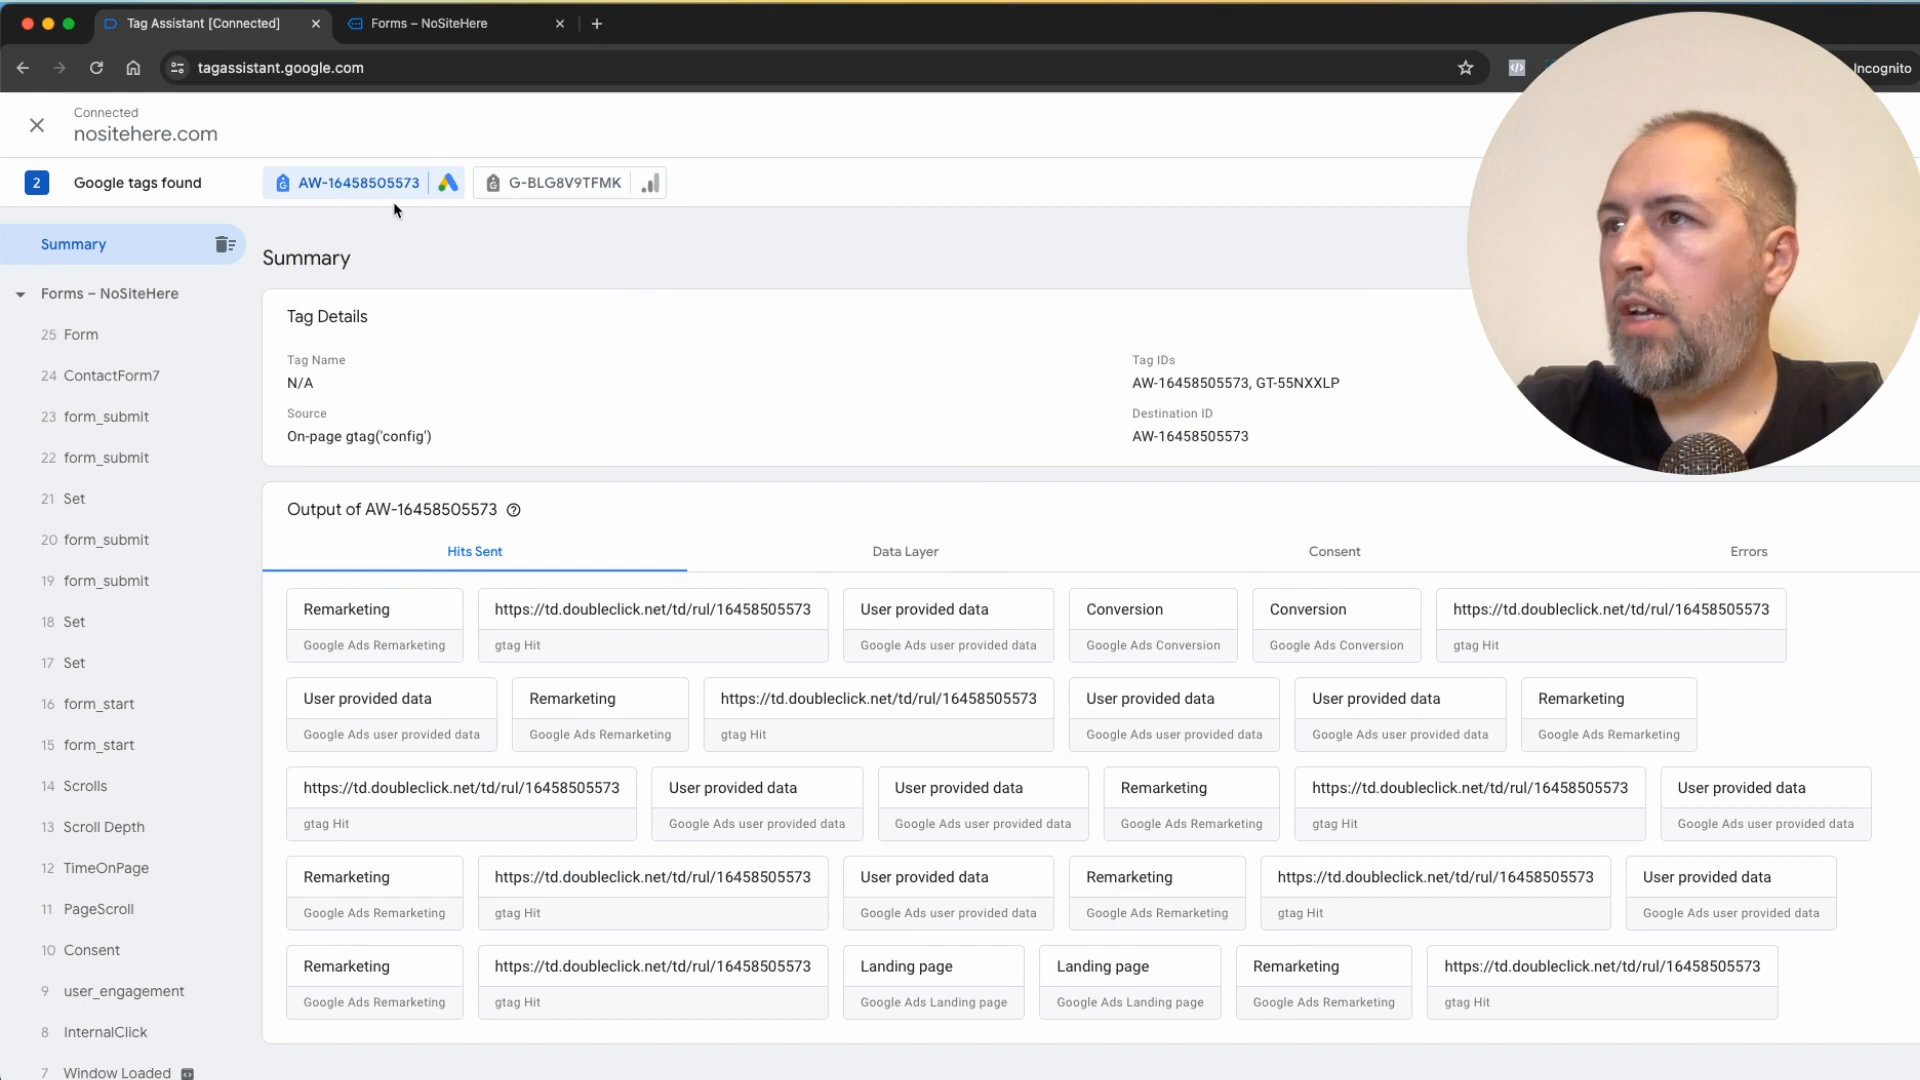 Tag Assistant [Connected]
Forms – NoSiteHere
tagassistant.google.com
Incognito
Connected
nositehere.com
2 Google tags found
AW-16458505573
G-BLG8V9TFMK
Summary
Forms – NoSiteHere
25 Form
24 ContactForm7
23 form_submit
22 form_submit
21 Set
20 form_submit
19 form_submit
18 Set
17 Set
16 form_start
15 form_start
14 Scrolls
13 Scroll Depth
12 TimeOnPage
11 PageScroll
10 Consent
9 user_engagement
8 InternalClick
7 Window Loaded
Summary
Tag Details
Tag Name
N/A
Tag IDs
AW-16458505573, GT-55NXXLP
Source
On-page gtag('config')
Destination ID
AW-16458505573
Output of AW-16458505573
Hits Sent Data Layer Consent Errors
Remarketing https://td.doubleclick.net/td/rul/16458505573 User provided data Conversion Conversion https://td.doubleclick.net/td/rul/16458505573
Google Ads Remarketing gtag Hit Google Ads user provided data Google Ads Conversion Google Ads Conversion gtag Hit
User provided data Remarketing https://td.doubleclick.net/td/rul/16458505573 User provided data User provided data Remarketing
Google Ads user provided data Google Ads Remarketing gtag Hit Google Ads user provided data Google Ads user provided data Google Ads Remarketing
https://td.doubleclick.net/td/rul/16458505573 User provided data User provided data Remarketing https://td.doubleclick.net/td/rul/16458505573 User provided data
gtag Hit Google Ads user provided data Google Ads user provided data Google Ads Remarketing gtag Hit Google Ads user provided data
Remarketing https://td.doubleclick.net/td/rul/16458505573 User provided data Remarketing https://td.doubleclick.net/td/rul/16458505573 User provided data
Google Ads Remarketing gtag Hit Google Ads user provided data Google Ads Remarketing gtag Hit Google Ads user provided data
Remarketing https://td.doubleclick.net/td/rul/16458505573 Landing page Landing page Remarketing https://td.doubleclick.net/td/rul/16458505573
Google Ads Remarketing gtag Hit Google Ads Landing page Google Ads Landing page Google Ads Remarketing gtag Hit